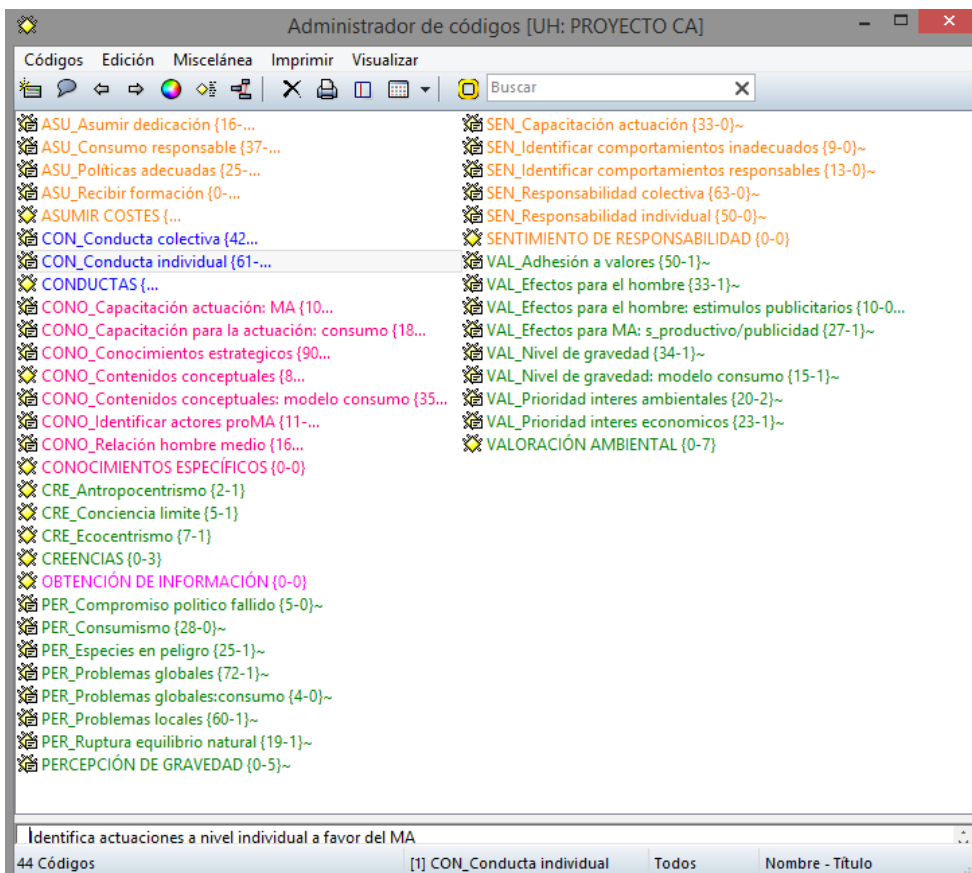 Administrador de códigos [UH: PROYECTO CA]
Códigos Edición Miscelánea Imprimir Visualizar
Buscar
ASU_Asumir dedicación {16-...
ASU_Consumo responsable {37-...
ASU_Políticas adecuadas {25-...
ASU_Recibir formación {0-...
ASUMIR COSTES {...
CON_Conducta colectiva {42...
CON_Conducta individual {61-...
CONDUCTAS {...
CONO_Capacitación actuación: MA {10...
CONO_Capacitación para la actuación: consumo {18...
CONO_Conocimientos estrategicos {90...
CONO_Contenidos conceptuales {8...
CONO_Contenidos conceptuales: modelo consumo {35...
CONO_Identificar actores proMA {11-...
CONO_Relación hombre medio {16...
CONOCIMIENTOS ESPECÍFICOS {0-0}
CRE_Antropocentrismo {2-1}
CRE_Conciencia limite {5-1}
CRE_Ecocentrismo {7-1}
CREENCIAS {0-3}
OBTENCIÓN DE INFORMACIÓN {0-0}
PER_Compromiso politico fallido {5-0}~
PER_Consumismo {28-0}~
PER_Especies en peligro {25-1}~
PER_Problemas globales {72-1}~
PER_Problemas globales:consumo {4-0}~
PER_Problemas locales {60-1}~
PER_Ruptura equilibrio natural {19-1}~
PERCEPCIÓN DE GRAVEDAD {0-5}~
SEN_Capacitación actuación {33-0}~
SEN_Identificar comportamientos inadecuados {9-0}~
SEN_Identificar comportamientos responsables {13-0}~
SEN_Responsabilidad colectiva {63-0}~
SEN_Responsabilidad individual {50-0}~
SENTIMIENTO DE RESPONSABILIDAD {0-0}
VAL_Adhesión a valores {50-1}~
VAL_Efectos para el hombre {33-1}~
VAL_Efectos para el hombre: estimulos publicitarios {10-0...
VAL_Efectos para MA: s_productivo/publicidad {27-1}~
VAL_Nivel de gravedad {34-1}~
VAL_Nivel de gravedad: modelo consumo {15-1}~
VAL_Prioridad interes ambientales {20-2}~
VAL_Prioridad interes economicos {23-1}~
VALORACIÓN AMBIENTAL {0-7}
Identifica actuaciones a nivel individual a favor del MA
44 Códigos [1] CON_Conducta individual Todos Nombre - Título